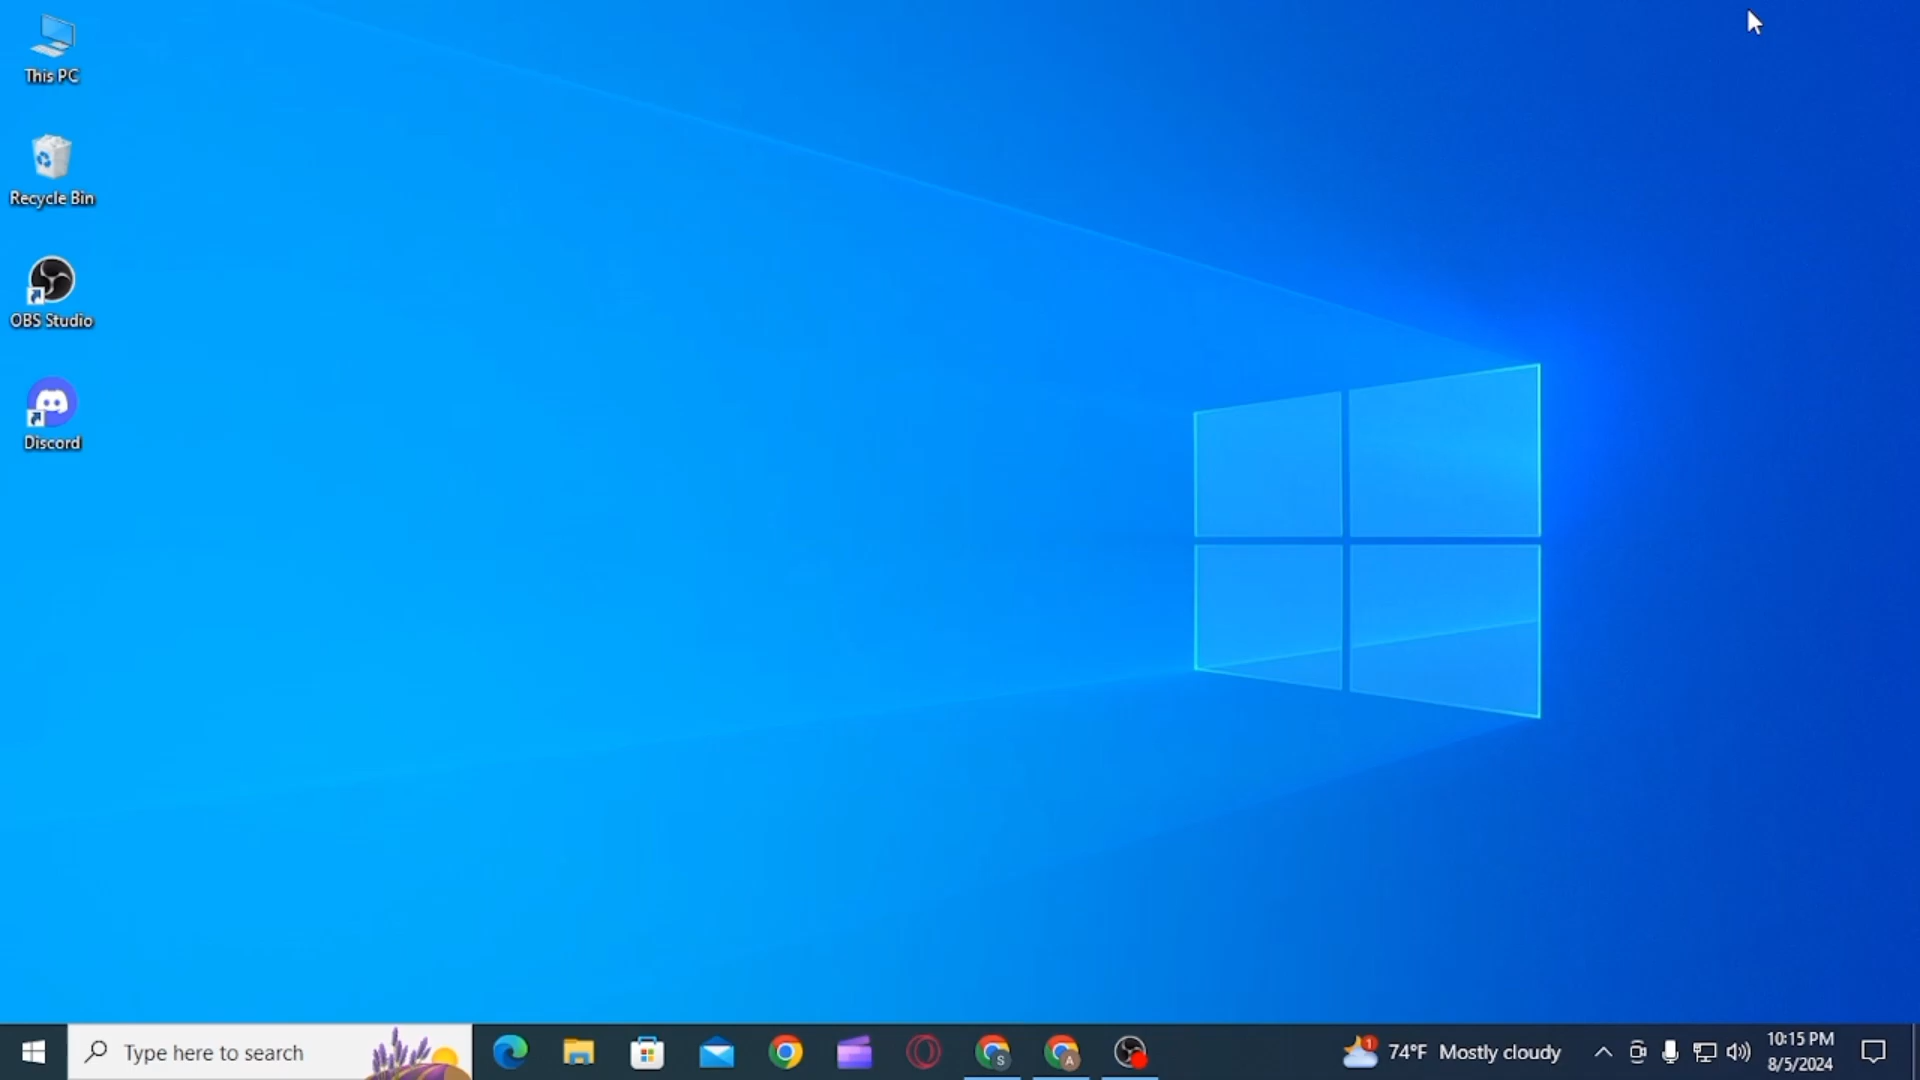 This PC
Recycle Bin
OBS Studio
Discord
Type here to search
S
A
1
74°F Mostly cloudy
10:15 PM
8/5/2024